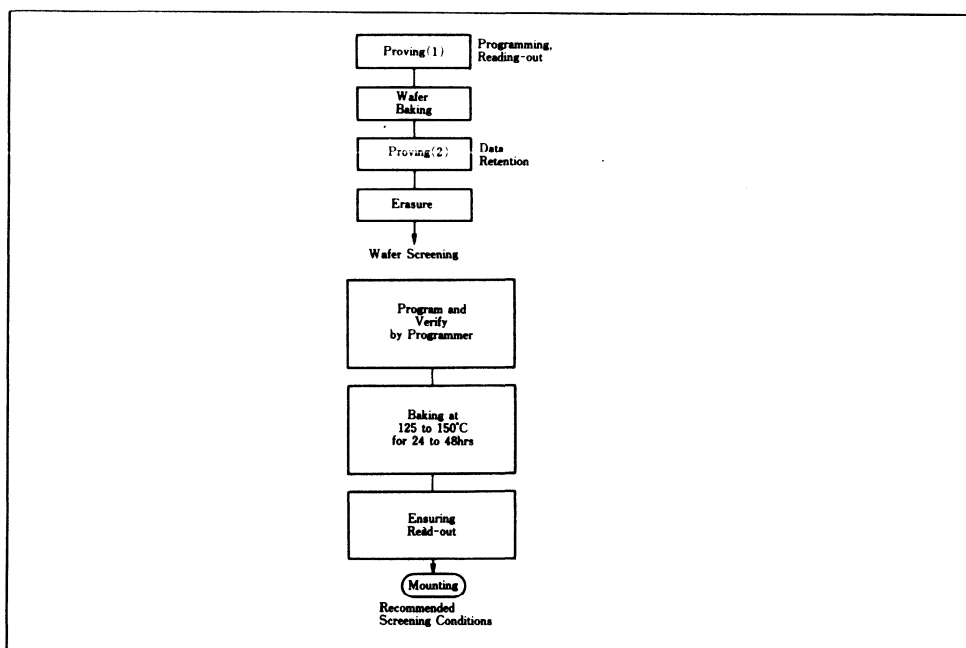 Proving(1)
Programming,
Reading-out
Wafer
Baking
Proving(2)
Data
Retention
Erasure
Wafer Screening
Program and
Verify
by Programmer
Baking at
125 to 150°C
for 24 to 48hrs
Ensuring
Read-out
Mounting
Recommended
Screening Conditions